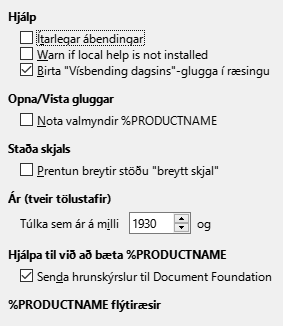 Hjálp
Ítarlegar ábendingar
Warn if local help is not installed
Birta "Vísbending dagsins"-glugga í ræsingu
Opna/Vista gluggar
Nota valmyndir %PRODUCTNAME
Staða skjals
Prentun breytir stöðu "breytt skjal"
Ár (tveir tölustafir)
Túlka sem ár á milli 1930 og
Hjálpa til við að bæta %PRODUCTNAME
Senda hrunskýrslur til Document Foundation
%PRODUCTNAME flýtiræsir